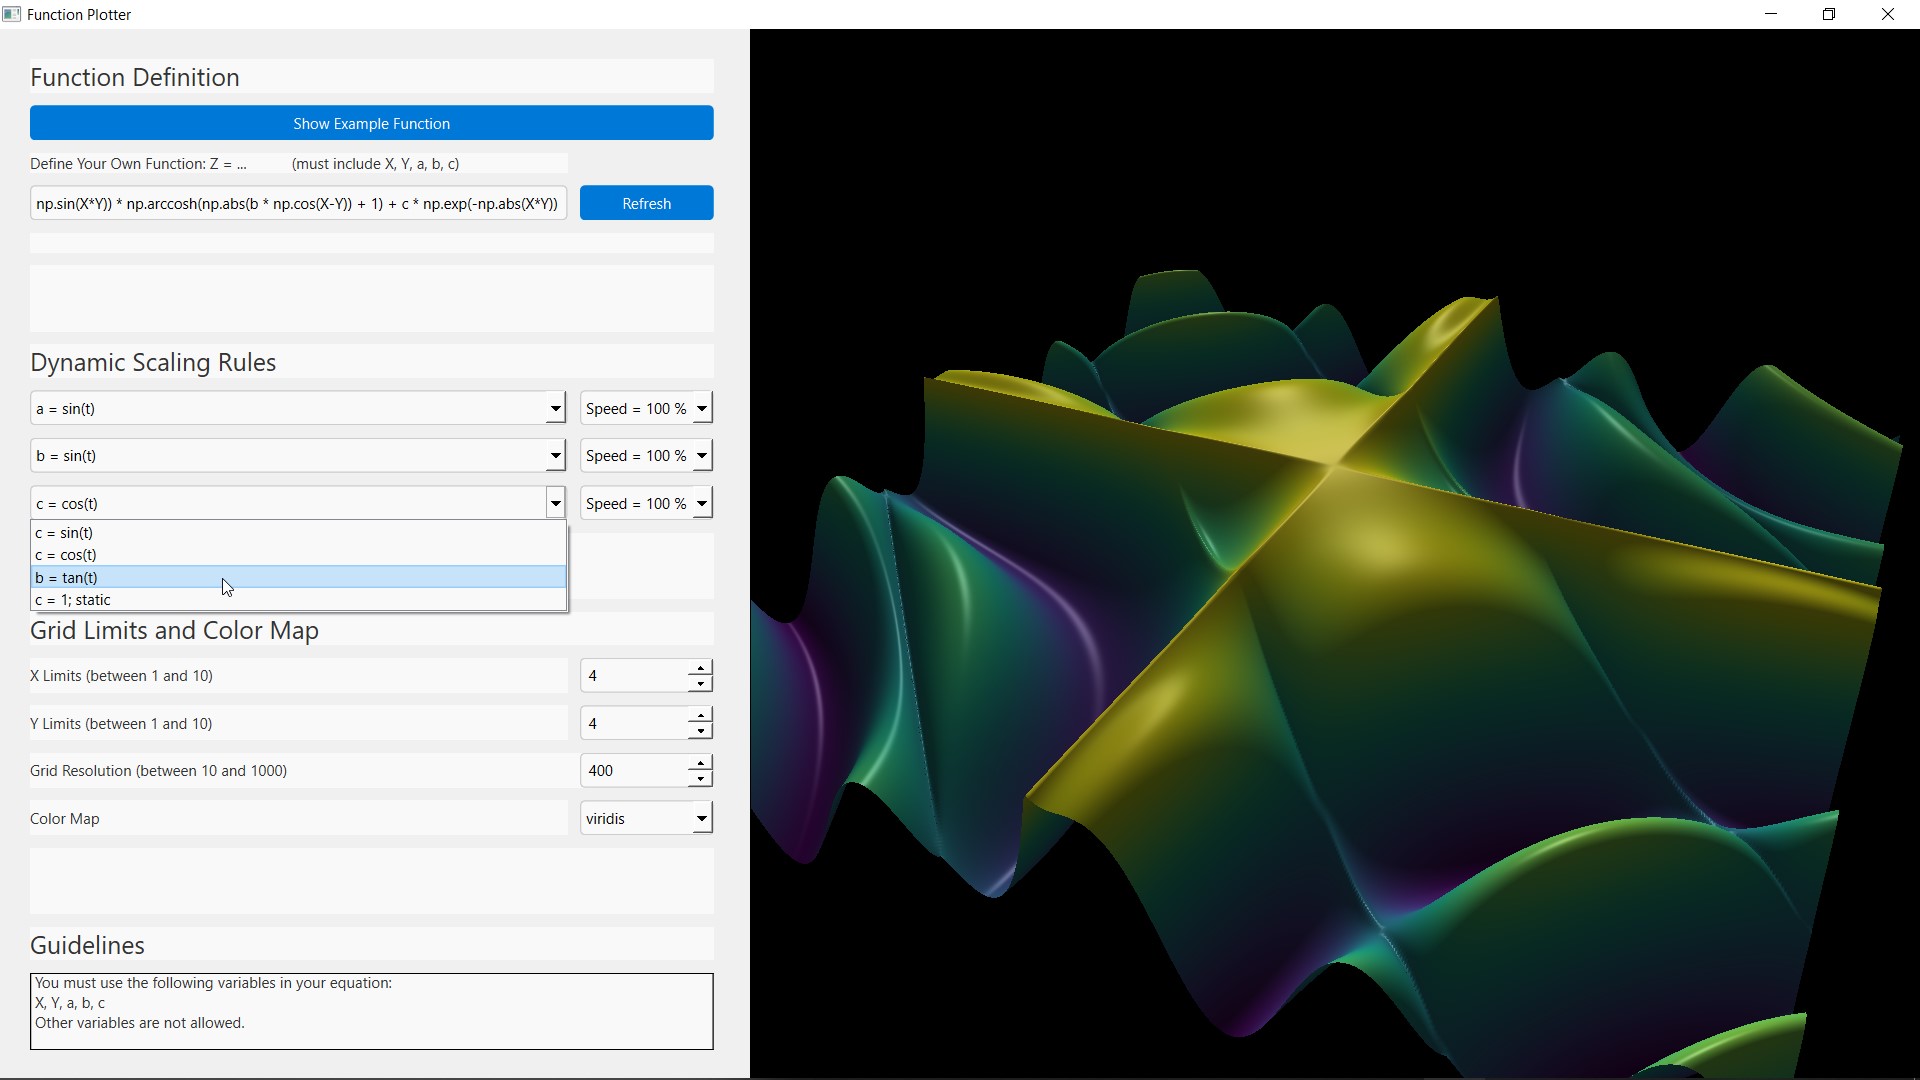 Function Plotter
Function Definition
Show Example Function
Define Your Own Function: Z = ... (must include X, Y, a, b, c)
np.sin(X*Y)) * np.arccosh(np.abs(b * np.cos(X-Y)) + 1) + c * np.exp(-np.abs(X*Y))
Refresh
Dynamic Scaling Rules
a = sin(t)
Speed = 100 %
b = sin(t)
Speed = 100 %
c = cos(t)
Speed = 100 %
c = sin(t)
c = cos(t)
b = tan(t)
c = 1; static
Grid Limits and Color Map
X Limits (between 1 and 10)
4
Y Limits (between 1 and 10)
4
Grid Resolution (between 10 and 1000)
400
Color Map
viridis
Guidelines
You must use the following variables in your equation:
X, Y, a, b, c
Other variables are not allowed.